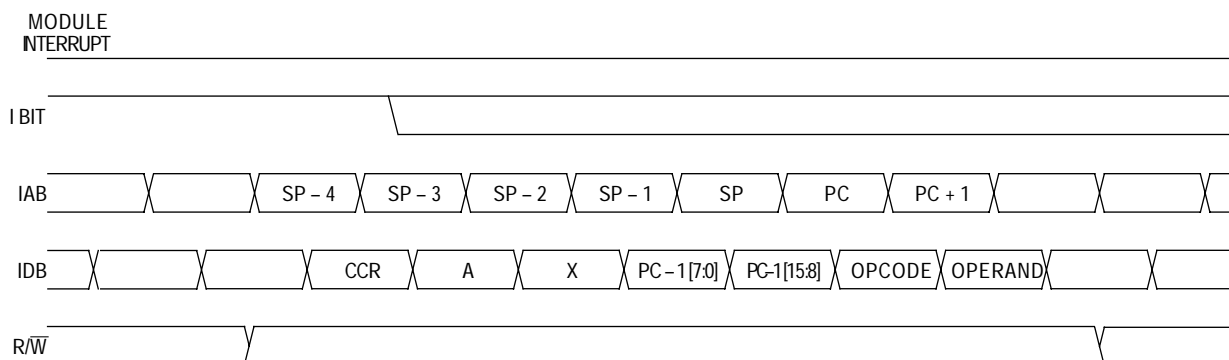 MODULE
INTERRUPT
I BIT
IAB SP – 4 SP – 3 SP – 2 SP – 1 SP PC PC + 1
IDB CCR A X PC – 1 [7:0] PC–1 [15:8] OPCODE OPERAND
R/W̅